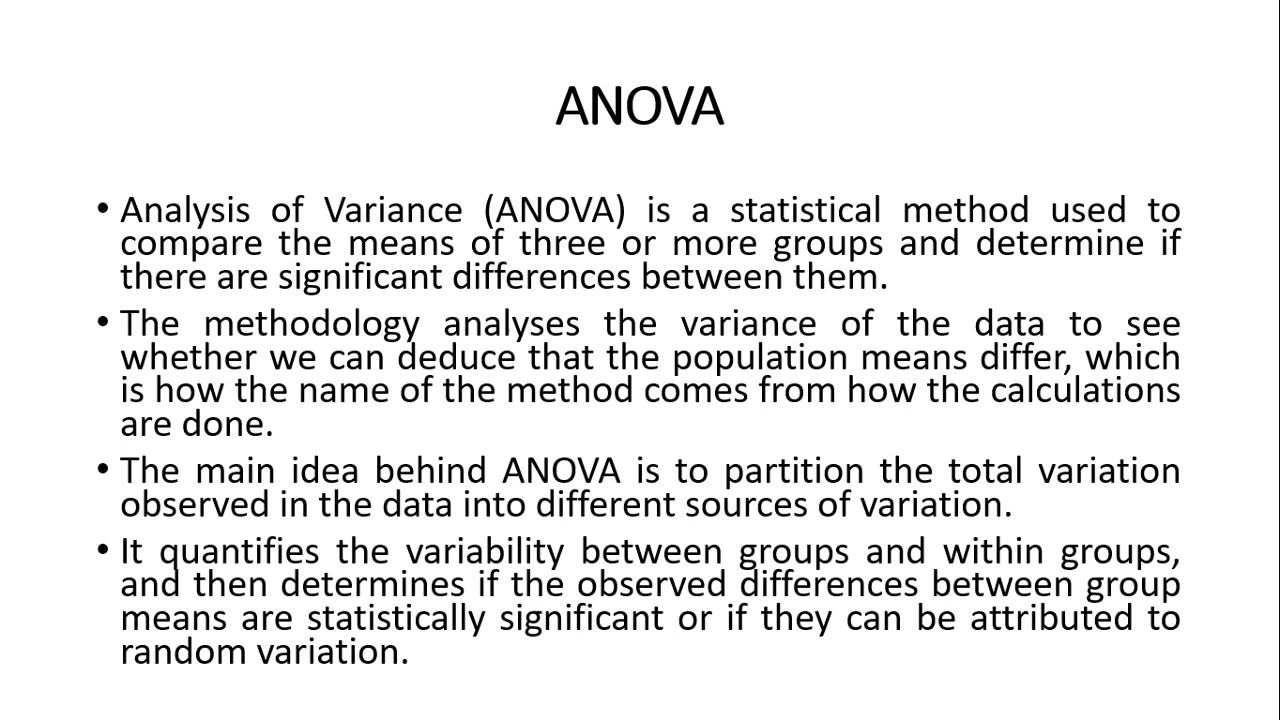 ANOVA
• Analysis of Variance (ANOVA) is a statistical method used to
compare the means of three or more groups and determine if
there are significant differences between them.
• The methodology analyses the variance of the data to see
whether we can deduce that the population means differ, which
is how the name of the method comes from how the calculations
are done.
• The main idea behind ANOVA is to partition the total variation
observed in the data into different sources of variation.
• It quantifies the variability between groups and within groups,
and then determines if the observed differences between group
means are statistically significant or if they can be attributed to
random variation.